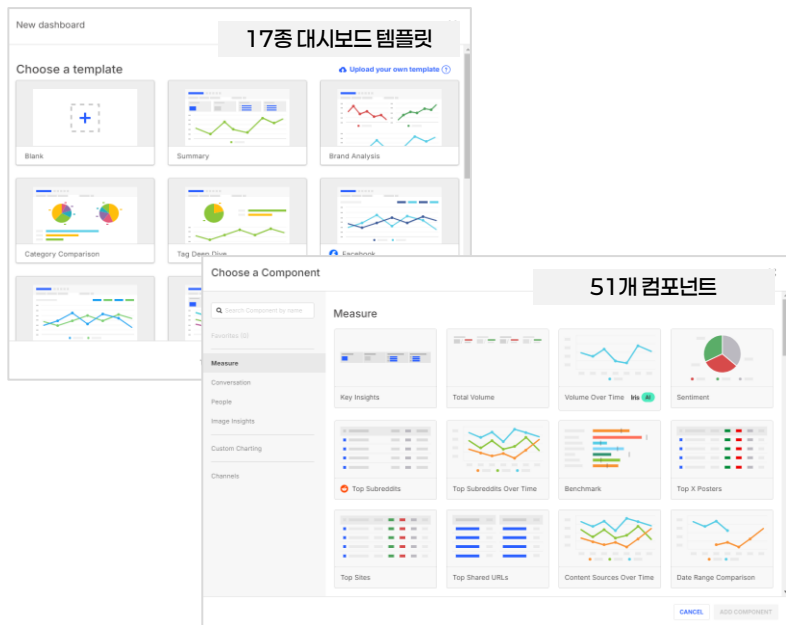 New dashboard
17종 대시보드 템플릿
Choose a template
Upload your own template ?
Blank
Summary
Brand Analysis
Category Comparison
Tag Deep Dive
Facebook
Choose a Component
51개 컴포넌트
Search Component by name
Measure
Favorites (0)
Measure
Conversation
People
Image Insights
Custom Charting
Channels
Key Insights
Total Volume
Volume Over Time Iris AI
Sentiment
Top Subreddits
Top Subreddits Over Time
Benchmark
Top X Posters
Top Sites
Top Shared URLs
Content Sources Over Time
Date Range Comparison
CANCEL
ADD COMPONENT